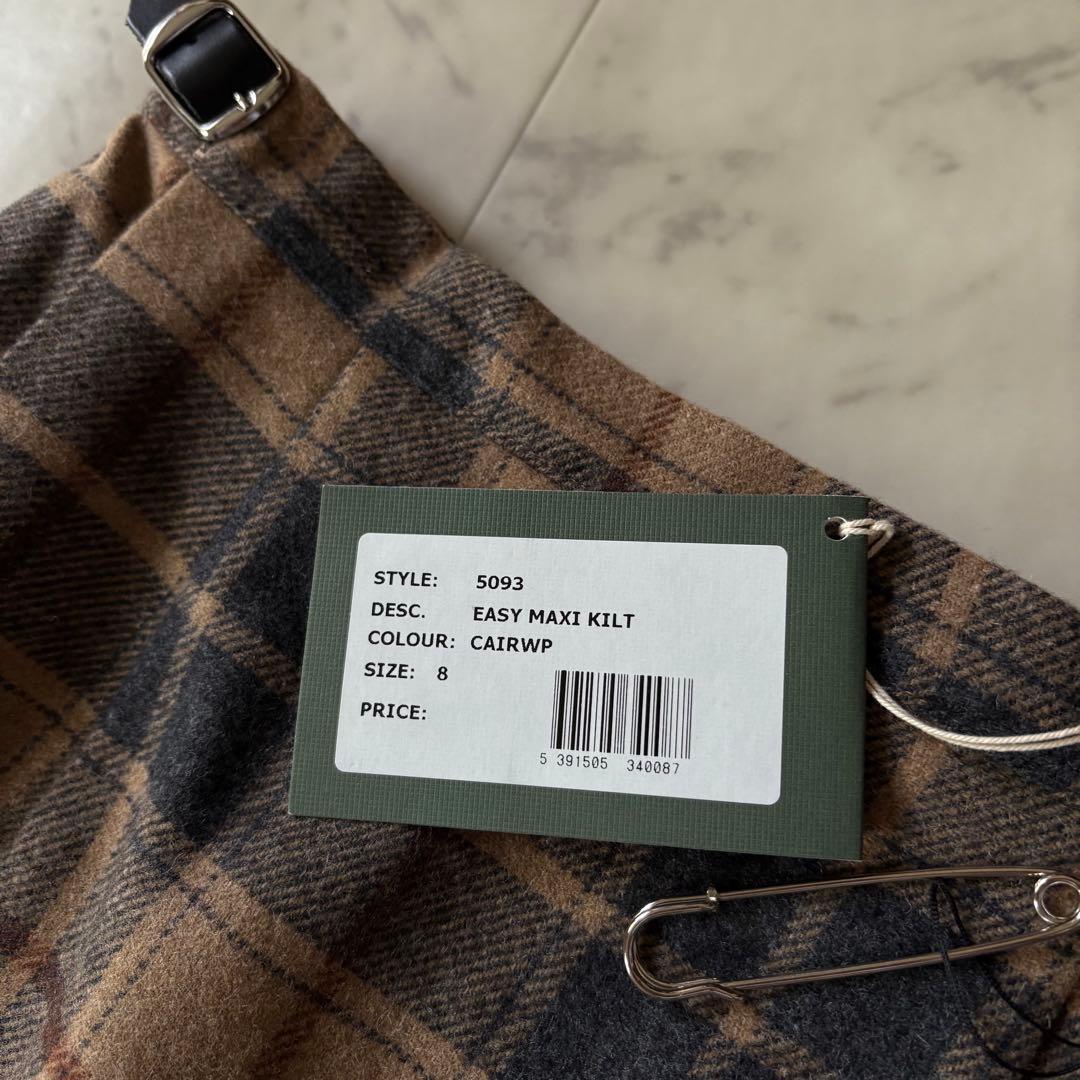 STYLE: 5093
DESC. EASY MAXI KILT
COLOUR: CAIRWP
SIZE: 8
PRICE:
5 391505 340087